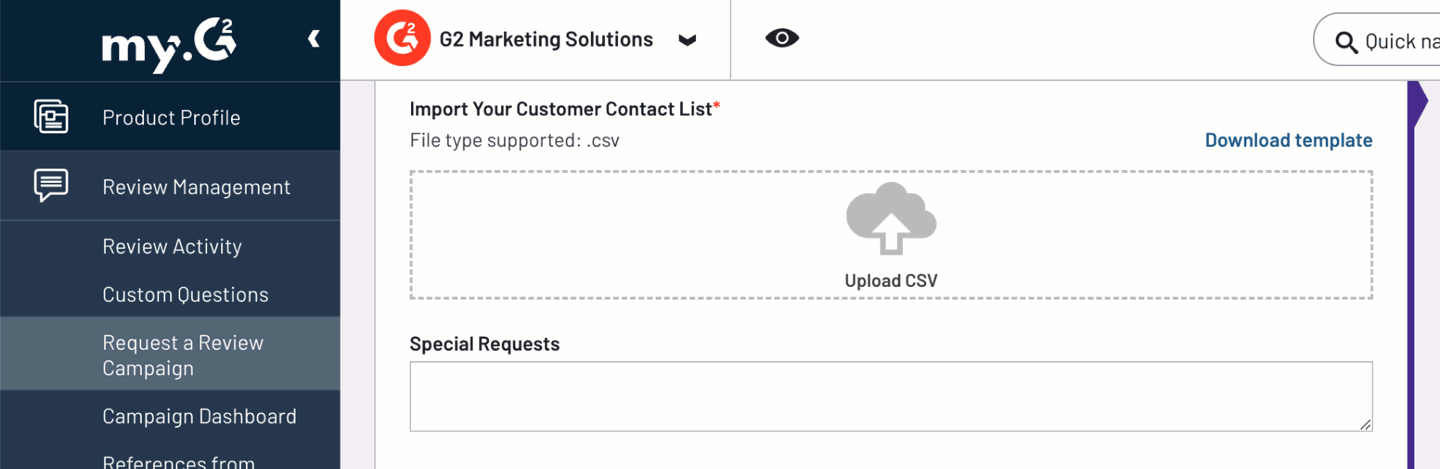 my.G2
G2 Marketing Solutions
Quick na
Product Profile
Review Management
Review Activity
Custom Questions
Request a Review
Campaign
Campaign Dashboard
References from
Import Your Customer Contact List*
File type supported: .csv
Download template
Upload CSV
Special Requests